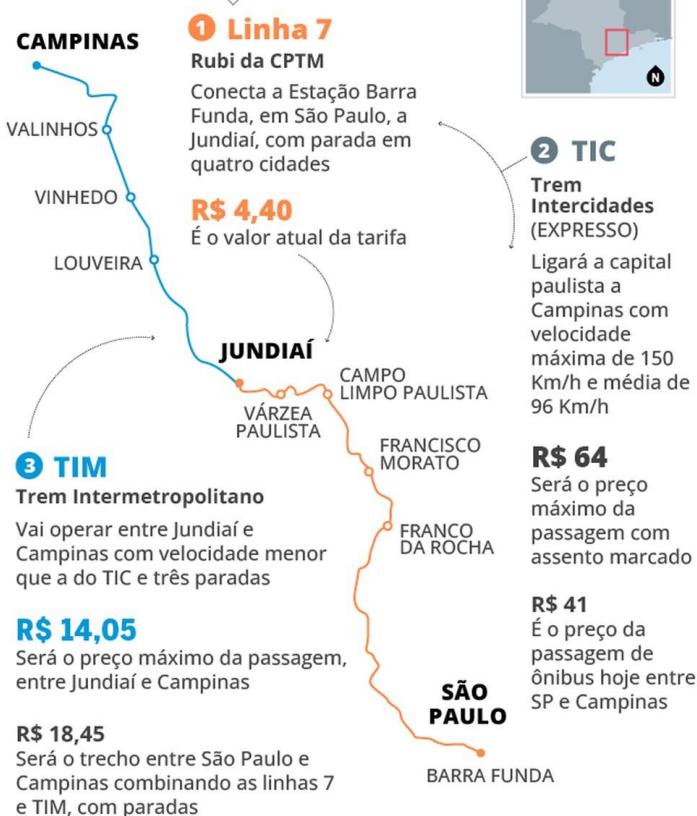 CAMPINAS
VALINHOS
VINHEDO
LOUVEIRA
1 Linha 7
Rubi da CPTM
Conecta a Estação Barra
Funda, em São Paulo, a
Jundiaí, com parada em
quatro cidades
R$ 4,40
É o valor atual da tarifa
N
2 TIC
Trem
Intercidades
(EXPRESSO)
Ligará a capital
paulista a
Campinas com
velocidade
máxima de 150
Km/h e média de
96 Km/h
R$ 64
Será o preço
máximo da
passagem com
assento marcado
R$ 41
É o preço da
passagem de
ônibus hoje entre
SP e Campinas
JUNDIAÍ
VÁRZEA
PAULISTA
CAMPO
LIMPO PAULISTA
FRANCISCO
MORATO
FRANCO
DA ROCHA
SÃO
PAULO
BARRA FUNDA
3 TIM
Trem Intermetropolitano
Vai operar entre Jundiaí e
Campinas com velocidade menor
que a do TIC e três paradas
R$ 14,05
Será o preço máximo da passagem,
entre Jundiaí e Campinas
R$ 18,45
Será o trecho entre São Paulo e
Campinas combinando as linhas 7
e TIM, com paradas